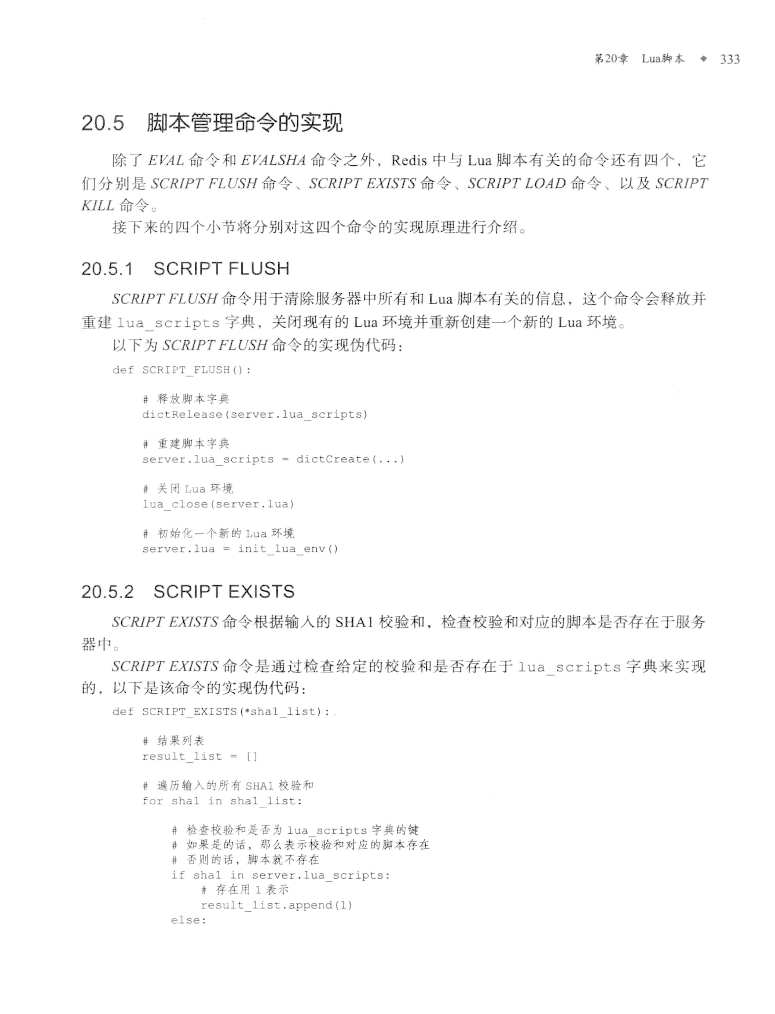 第20章 Lua脚本 ◆ 333
20.5 脚本管理命令的实现
除了 EVAL 命令和 EVALSHA 命令之外，Redis 中与 Lua 脚本有关的命令还有四个，它
们分别是 SCRIPT FLUSH 命令、SCRIPT EXISTS 命令、SCRIPT LOAD 命令、以及 SCRIPT
KILL 命令。
接下来的四个小节将分别对这四个命令的实现原理进行介绍。
20.5.1 SCRIPT FLUSH
SCRIPT FLUSH 命令用于清除服务器中所有和 Lua 脚本有关的信息，这个命令会释放并
重建 lua_scripts 字典，关闭现有的 Lua 环境并重新创建一个新的 Lua 环境。
以下为 SCRIPT FLUSH 命令的实现伪代码：
def SCRIPT_FLUSH():
# 释放脚本字典
dictRelease(server.lua_scripts)
# 重建脚本字典
server.lua_scripts = dictCreate(...)
# 关闭 Lua 环境
lua_close(server.lua)
# 初始化一个新的 Lua 环境
server.lua = init_lua_env()
20.5.2 SCRIPT EXISTS
SCRIPT EXISTS 命令根据输入的 SHA1 校验和，检查校验和对应的脚本是否存在于服务
器中。
SCRIPT EXISTS 命令是通过检查给定的校验和是否存在于 lua_scripts 字典来实现
的，以下是该命令的实现伪代码：
def SCRIPT_EXISTS(*sha1_list):
# 结果列表
result_list = []
# 遍历输入的所有 SHA1 校验和
for sha1 in sha1_list:
# 检查校验和是否为 lua_scripts 字典的键
# 如果是的话，那么表示校验和对应的脚本存在
# 否则的话，脚本就不存在
if sha1 in server.lua_scripts:
# 存在用 1 表示
result_list.append(1)
else: